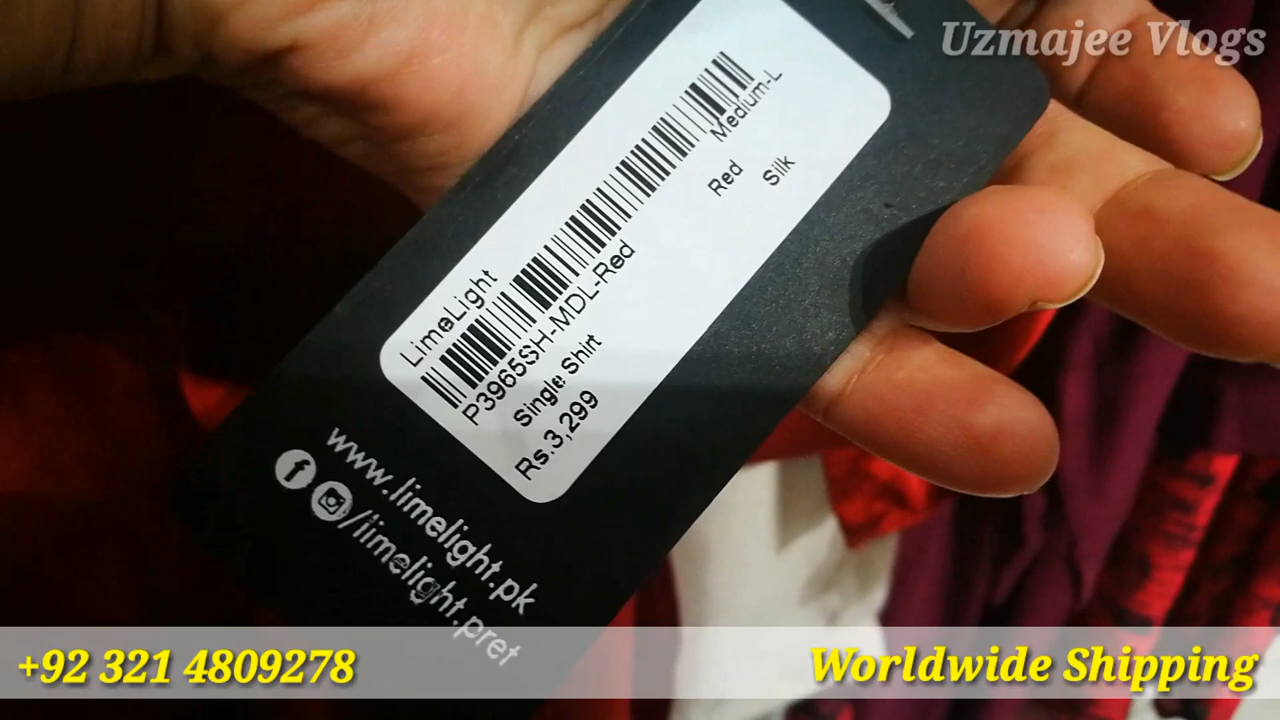 Uzmajee Vlogs
LimeLight
P3965SH-MDL-Red
Medium-L
Single Shirt
Red
Rs.3,299
Silk
www.limelight.pk
/limelight.pret
+92 321 4809278
Worldwide Shipping